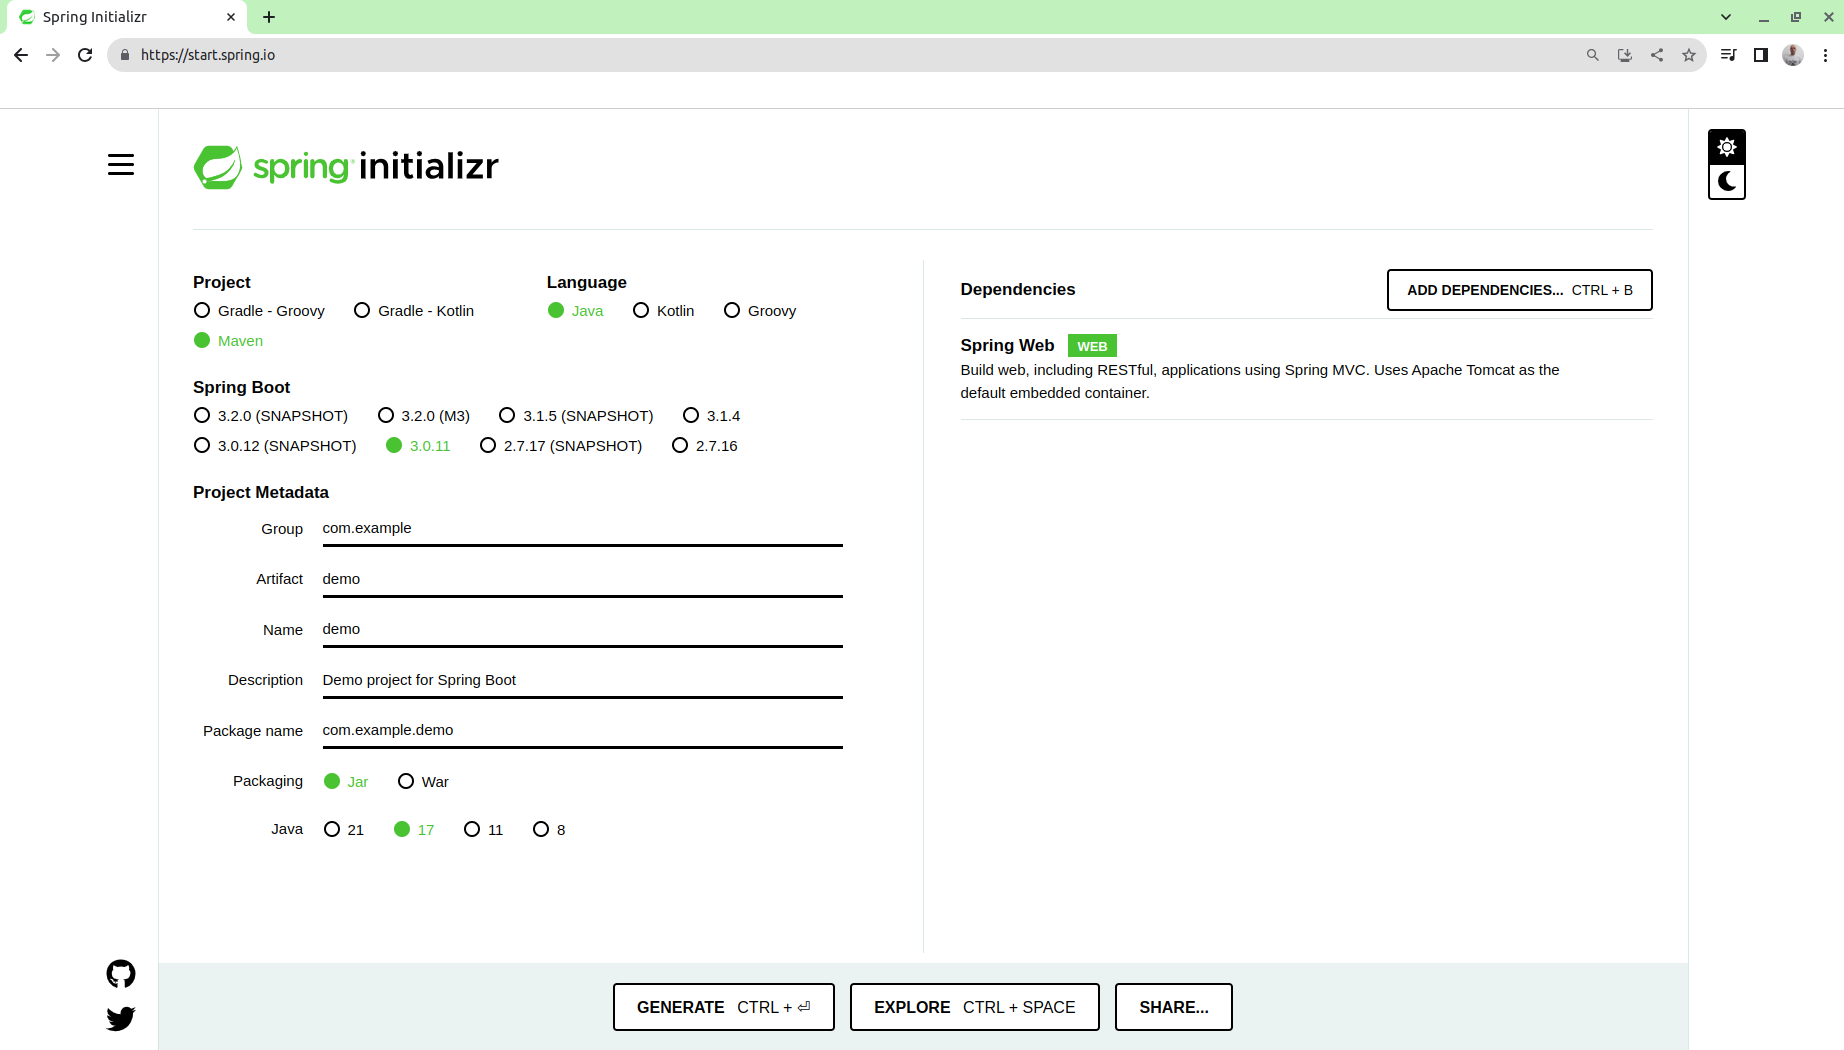 Spring Initializr
https://start.spring.io
spring initializr
Project
Gradle - Groovy Gradle - Kotlin
Maven
Language
Java Kotlin Groovy
Spring Boot
3.2.0 (SNAPSHOT) 3.2.0 (M3) 3.1.5 (SNAPSHOT) 3.1.4
3.0.12 (SNAPSHOT) 3.0.11 2.7.17 (SNAPSHOT) 2.7.16
Project Metadata
Group com.example
Artifact demo
Name demo
Description Demo project for Spring Boot
Package name com.example.demo
Packaging Jar War
Java 21 17 11 8
Dependencies
ADD DEPENDENCIES... CTRL + B
Spring Web WEB
Build web, including RESTful, applications using Spring MVC. Uses Apache Tomcat as the
default embedded container.
GENERATE CTRL + ⏎
EXPLORE CTRL + SPACE
SHARE...